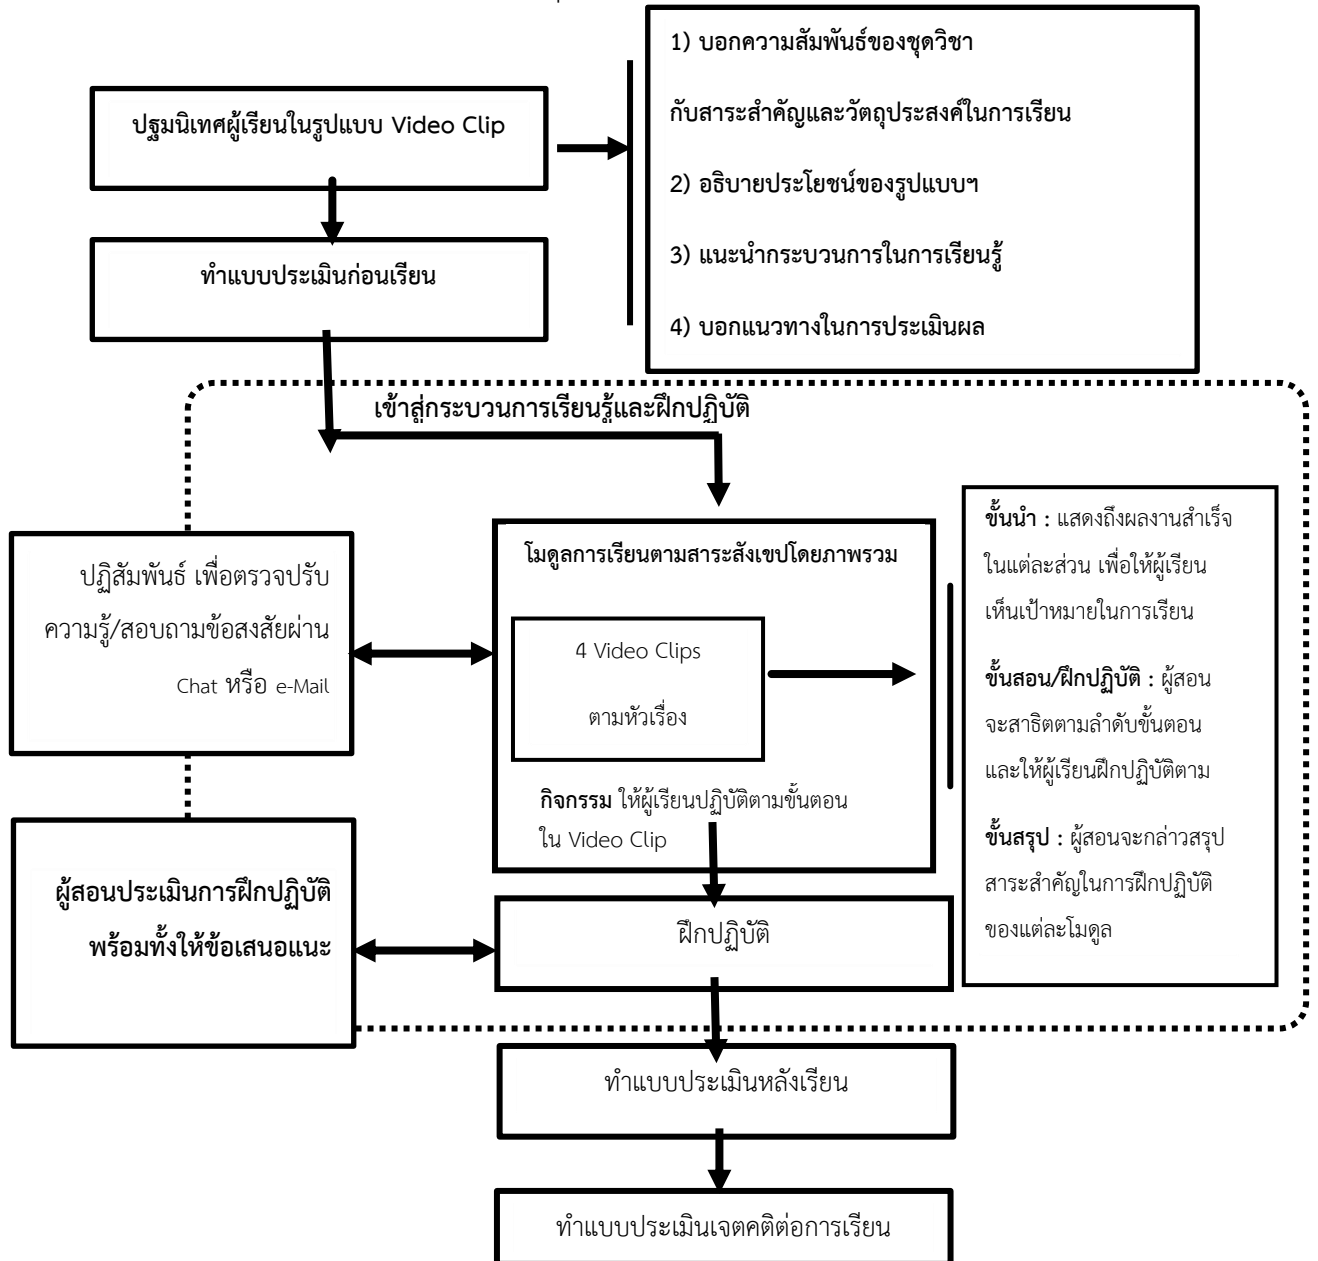 1) บอกความสัมพันธ์ของชุดวิชา
กับสาระสำคัญและวัตถุประสงค์ในการเรียน
2) อธิบายประโยชน์ของรูปแบบฯ
3) แนะนำกระบวนการในการเรียนรู้
4) บอกแนวทางในการประเมินผล
ปฐมนิเทศผู้เรียนในรูปแบบ Video Clip
ทำแบบประเมินก่อนเรียน
เข้าสู่กระบวนการเรียนรู้และฝึกปฏิบัติ
ปฏิสัมพันธ์ เพื่อตรวจปรับ
ความรู้/สอบถามข้อสงสัยผ่าน
Chat หรือ e-Mail
โมดูลการเรียนตามสาระสังเขปโดยภาพรวม
4 Video Clips
ตามหัวเรื่อง
กิจกรรม ให้ผู้เรียนปฏิบัติตามขั้นตอน
ใน Video Clip
ขั้นนำ : แสดงถึงผลงานสำเร็จ
ในแต่ละส่วน เพื่อให้ผู้เรียน
เห็นเป้าหมายในการเรียน
ขั้นสอน/ฝึกปฏิบัติ : ผู้สอน
จะสาธิตตามลำดับขั้นตอน
และให้ผู้เรียนฝึกปฏิบัติตาม
ขั้นสรุป : ผู้สอนจะกล่าวสรุป
สาระสำคัญในการฝึกปฏิบัติ
ของแต่ละโมดูล
ผู้สอนประเมินการฝึกปฏิบัติ
พร้อมทั้งให้ข้อเสนอแนะ
ฝึกปฏิบัติ
ทำแบบประเมินหลังเรียน
ทำแบบประเมินเจตคติต่อการเรียน